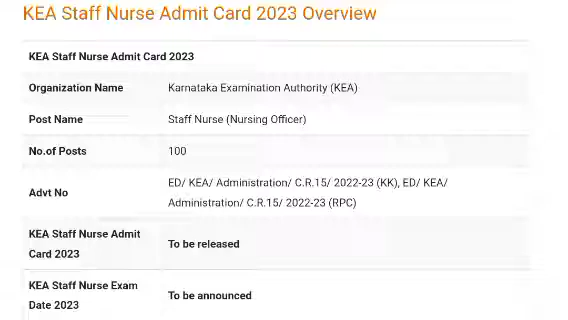 KEA Staff Nurse Admit Card 2023 Overview
KEA Staff Nurse Admit Card 2023
Organization Name Karnataka Examination Authority (KEA)
Post Name Staff Nurse (Nursing Officer)
No.of Posts 100
Advt No ED/ KEA/ Administration/ C.R.15/ 2022-23 (KK), ED/ KEA/
Administration/ C.R.15/ 2022-23 (RPC)
KEA Staff Nurse Admit
Card 2023 To be released
KEA Staff Nurse Exam
Date 2023 To be announced